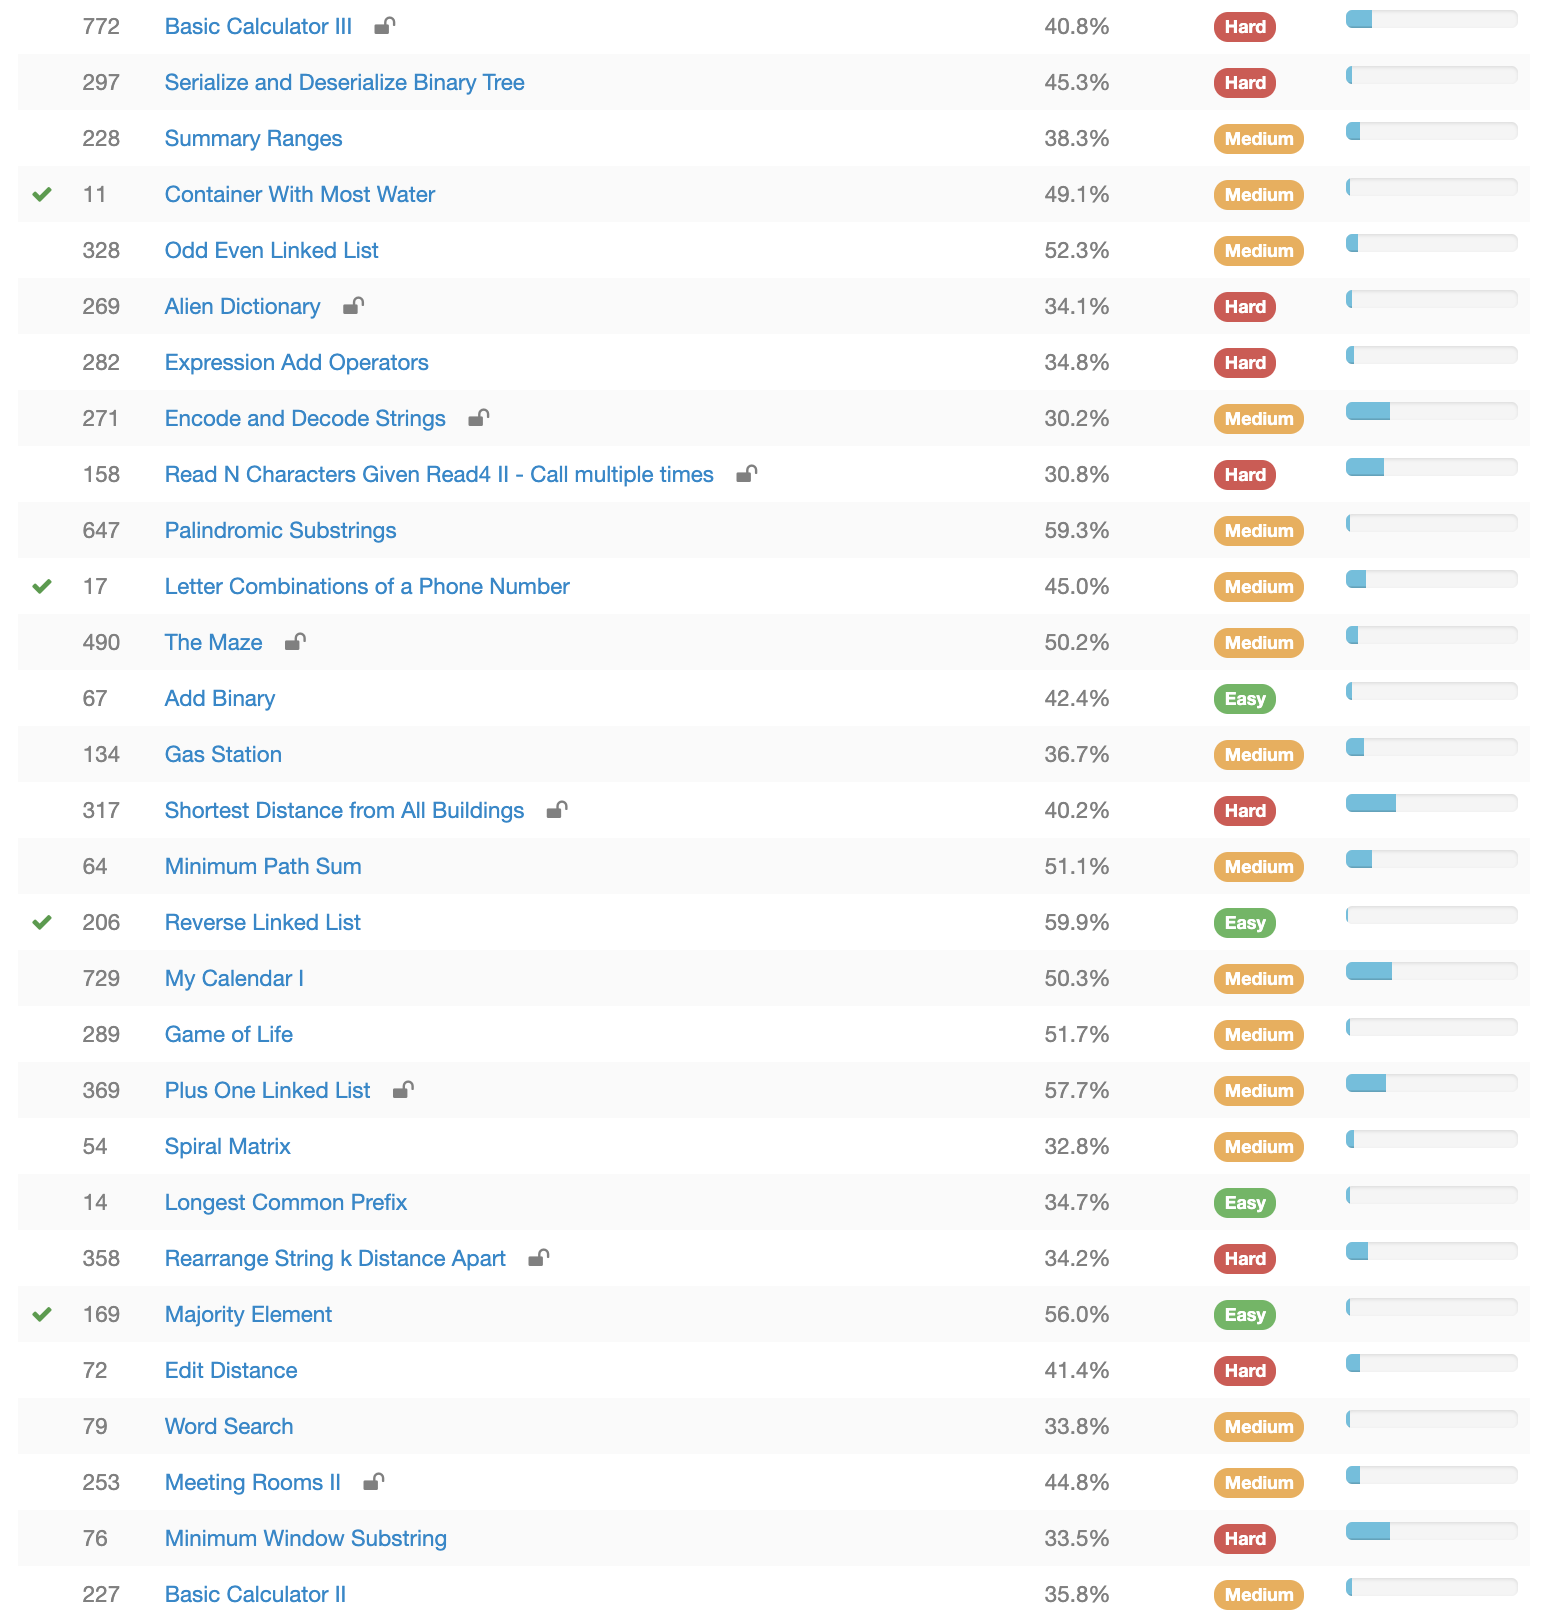 772 Basic Calculator III 40.8% Hard
297 Serialize and Deserialize Binary Tree 45.3% Hard
228 Summary Ranges 38.3% Medium
11 Container With Most Water 49.1% Medium
328 Odd Even Linked List 52.3% Medium
269 Alien Dictionary 34.1% Hard
282 Expression Add Operators 34.8% Hard
271 Encode and Decode Strings 30.2% Medium
158 Read N Characters Given Read4 II - Call multiple times 30.8% Hard
647 Palindromic Substrings 59.3% Medium
17 Letter Combinations of a Phone Number 45.0% Medium
490 The Maze 50.2% Medium
67 Add Binary 42.4% Easy
134 Gas Station 36.7% Medium
317 Shortest Distance from All Buildings 40.2% Hard
64 Minimum Path Sum 51.1% Medium
206 Reverse Linked List 59.9% Easy
729 My Calendar I 50.3% Medium
289 Game of Life 51.7% Medium
369 Plus One Linked List 57.7% Medium
54 Spiral Matrix 32.8% Medium
14 Longest Common Prefix 34.7% Easy
358 Rearrange String k Distance Apart 34.2% Hard
169 Majority Element 56.0% Easy
72 Edit Distance 41.4% Hard
79 Word Search 33.8% Medium
253 Meeting Rooms II 44.8% Medium
76 Minimum Window Substring 33.5% Hard
227 Basic Calculator II 35.8% Medium